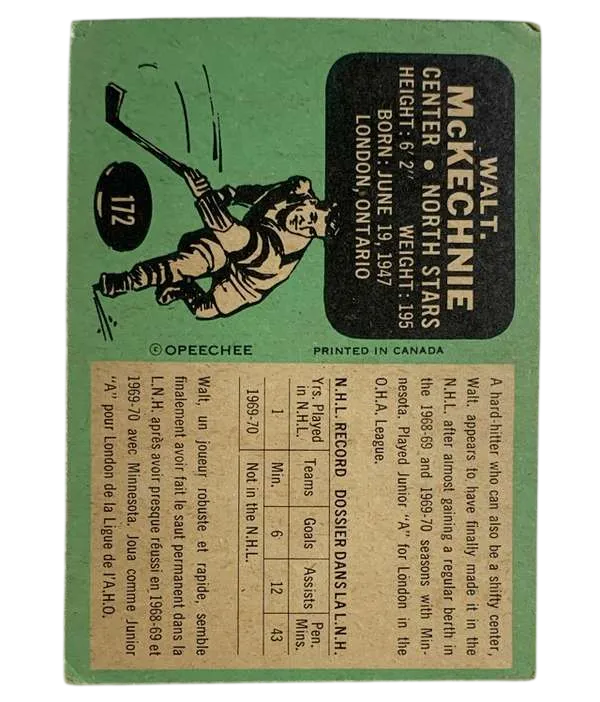 WALT.
McKECHNIE
CENTER • NORTH STARS
HEIGHT: 6' 2" WEIGHT: 195
BORN: JUNE 19, 1947
LONDON, ONTARIO
172
© OPEECHEE
PRINTED IN CANADA
A hard-hitter who can also be a shifty center,
Walt. appears to have finally made it in the
N.H.L. after almost gaining a regular berth in
the 1968-69 and 1969-70 seasons with Min-
nesota. Played Junior "A" for London in the
O.H.A. League.
N.H.L. RECORD DOSSIER DANS LA L.N.H.
Yrs. Played in N.H.L. Teams Goals Assists Pen. Mins.
1 Min. 6 12 43
1969-70 Not in the N.H.L.
Walt, un joueur robuste et rapide, semble
finalement avoir fait le saut permanent dans la
L.N.H. après avoir presque réussi en 1968-69 et
1969-70 avec Minnesota. Joua comme Junior
"A" pour London de la Ligue de l'A.H.O.